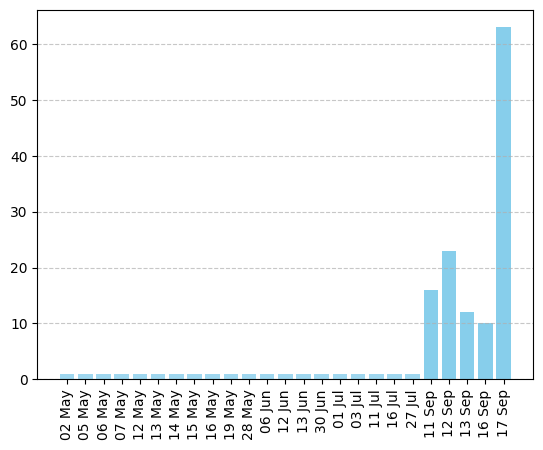 60
50
40
30
20
10
0
02 May
05 May
06 May
07 May
12 May
13 May
14 May
15 May
16 May
19 May
28 May
06 Jun
12 Jun
13 Jun
30 Jun
01 Jul
03 Jul
11 Jul
16 Jul
27 Jul
11 Sep
12 Sep
13 Sep
16 Sep
17 Sep